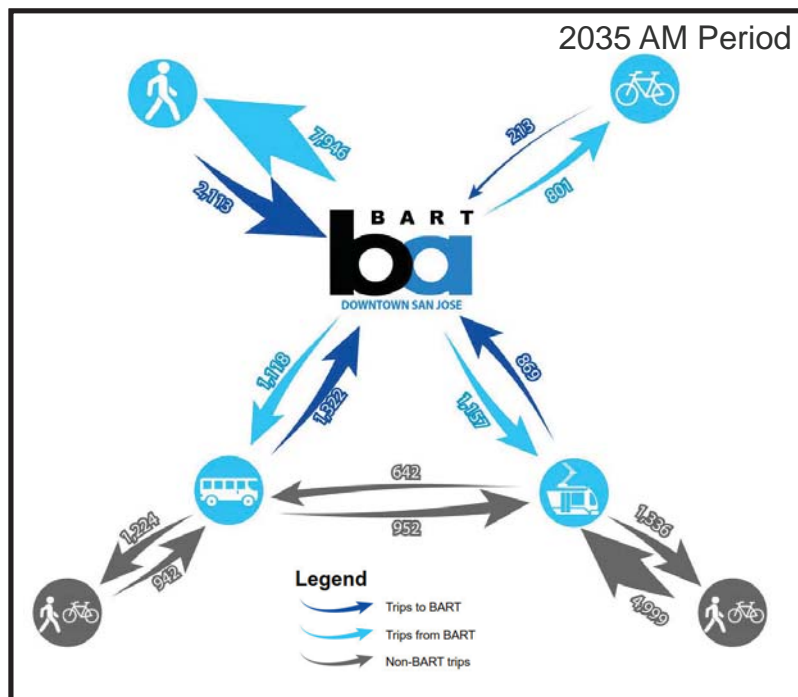 2035 AM Period
7,946
2,113
213
801
BART
ba
DOWNTOWN SAN JOSE
1,118
1,322
869
1,157
642
952
1,224
942
1,336
4,999
Legend
Trips to BART
Trips from BART
Non-BART trips